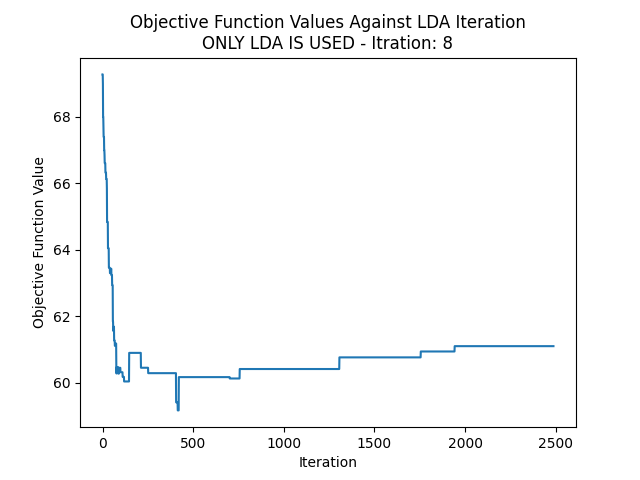 Objective Function Values Against LDA Iteration
ONLY LDA IS USED - Itration: 8
68
66
64
62
60
Objective Function Value
0 500 1000 1500 2000 2500
Iteration